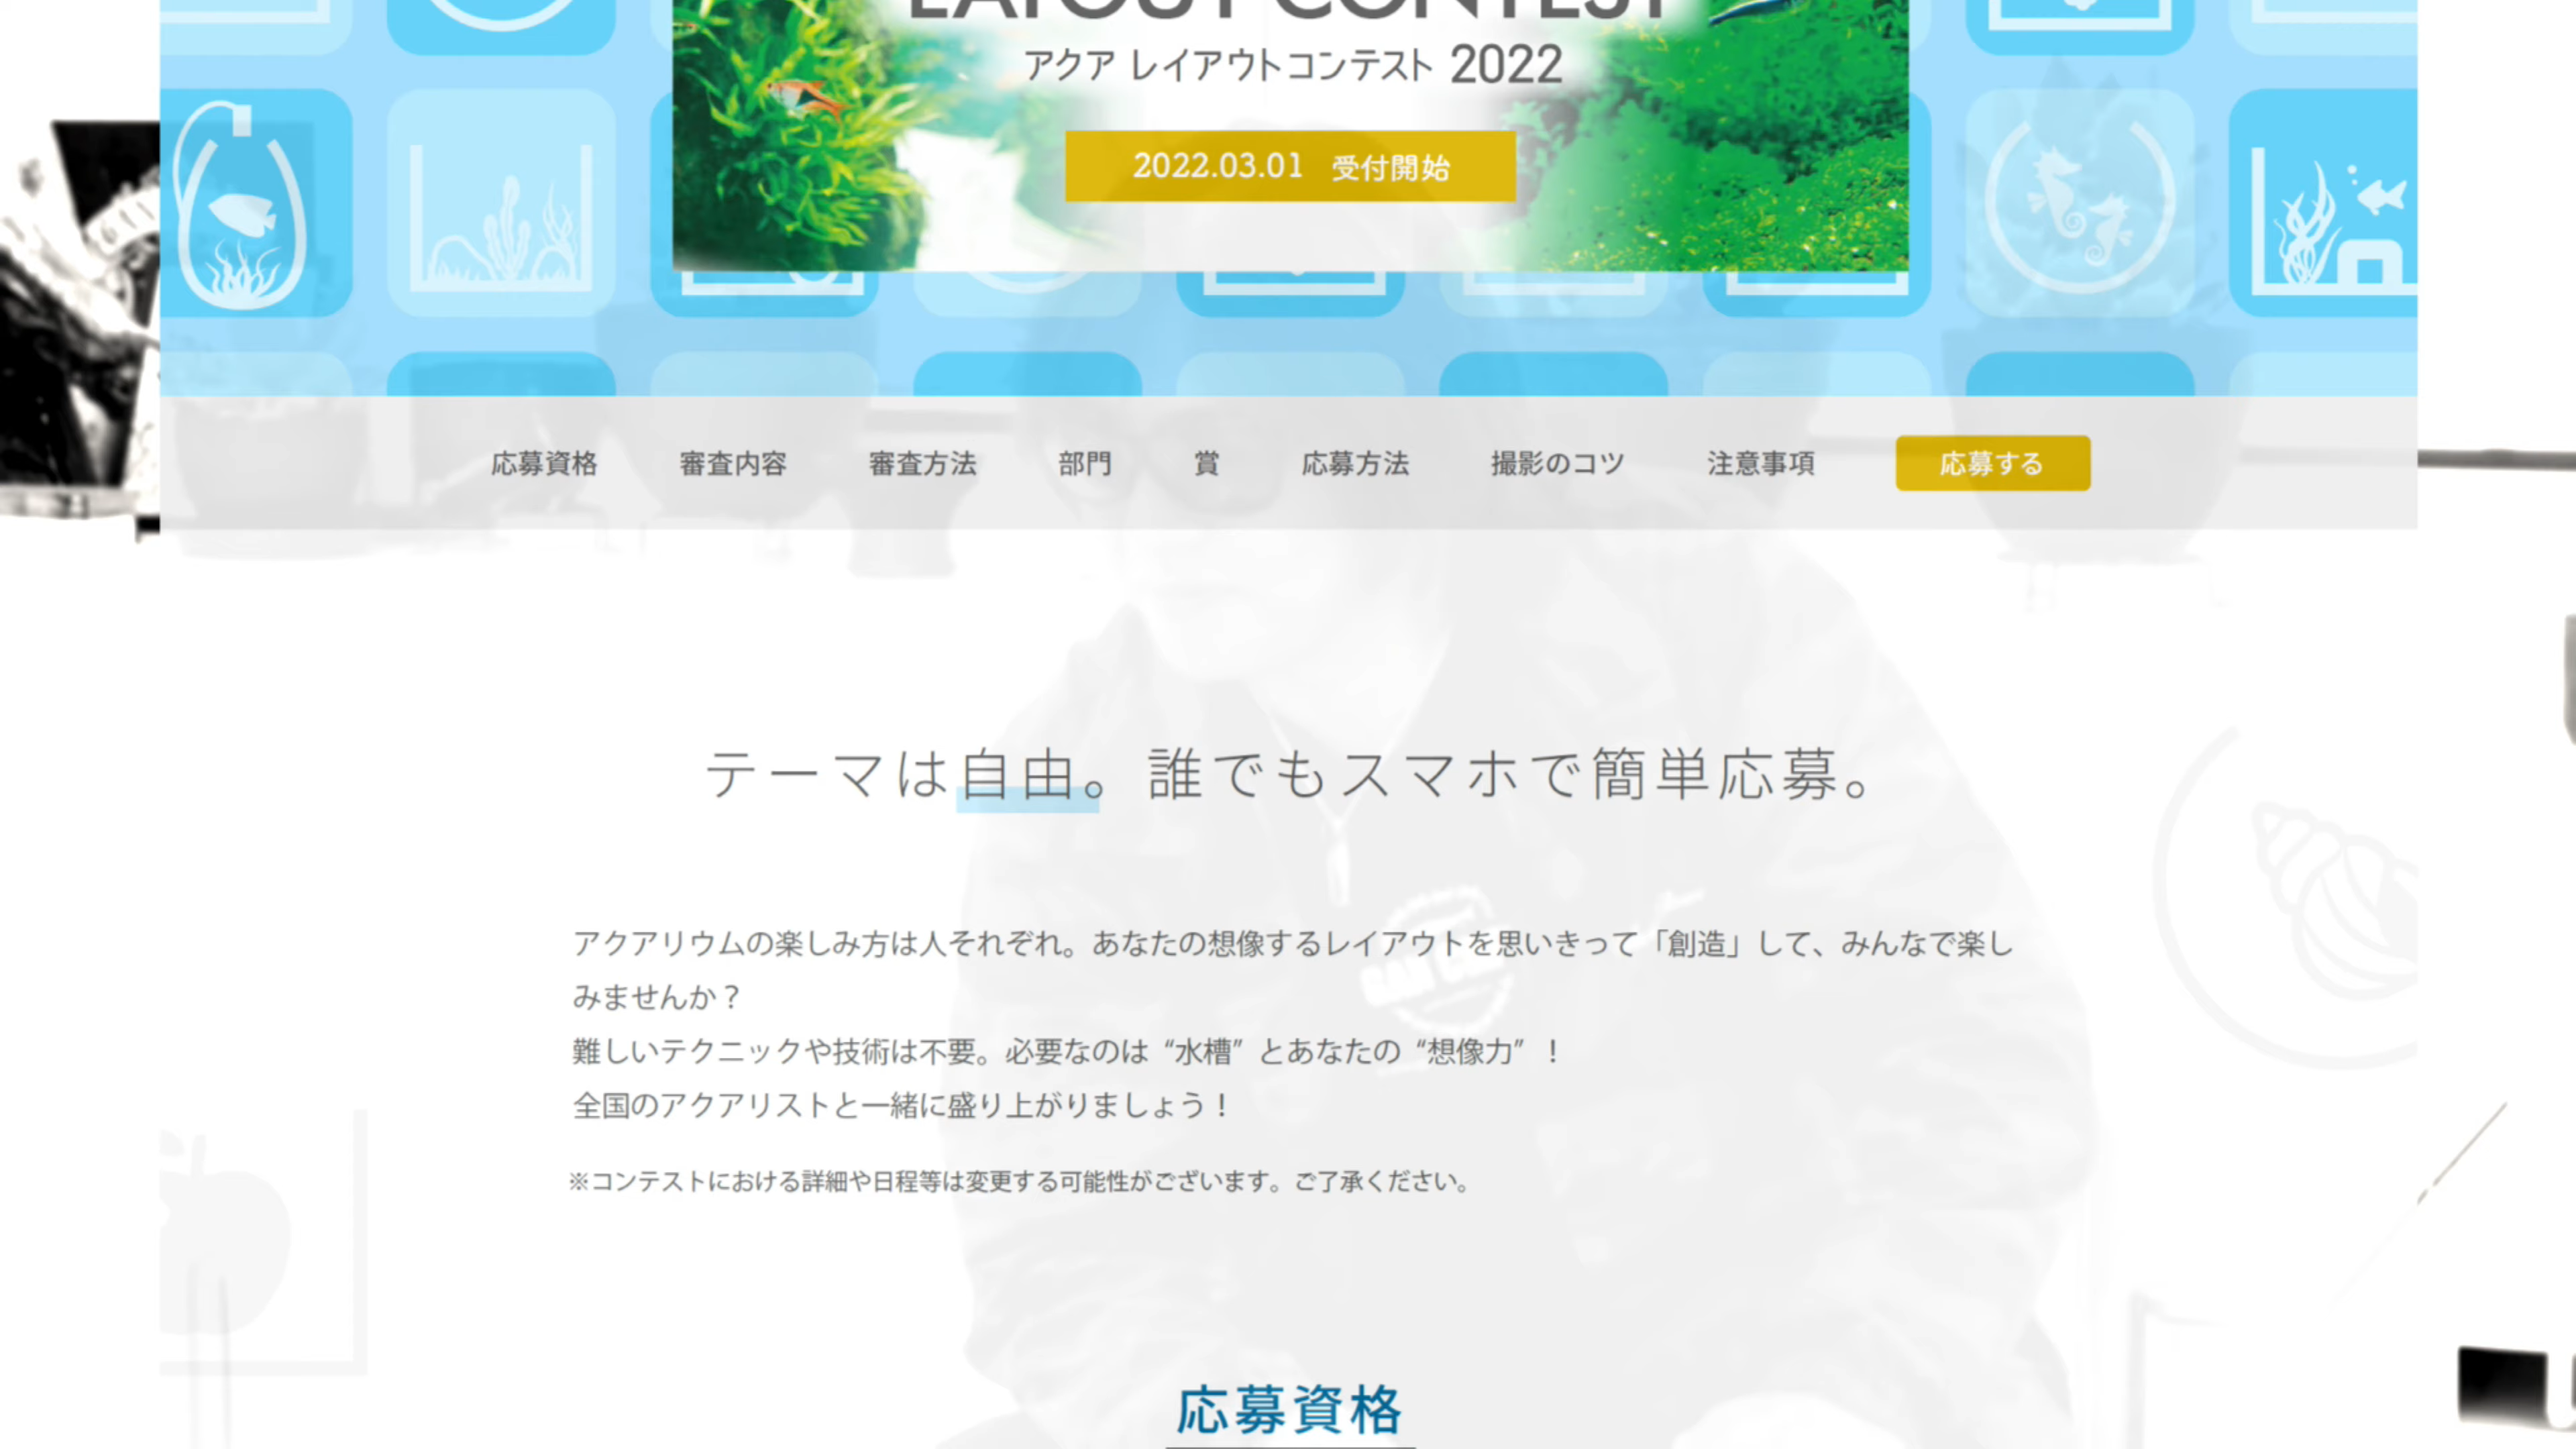 LAYOUT CONTEST
アクア レイアウトコンテスト 2022
2022.03.01 受付開始
応募資格 審査内容 審査方法 部門 賞 応募方法 撮影のコツ 注意事項 応募する
テーマは自由。誰でもスマホで簡単応募。
アクアリウムの楽しみ方は人それぞれ。あなたの想像するレイアウトを思いきって「創造」して、みんなで楽し
みませんか？
難しいテクニックや技術は不要。必要なのは“水槽”とあなたの“想像力”！
全国のアクアリストと一緒に盛り上がりましょう！
※コンテストにおける詳細や日程等は変更する可能性がございます。ご了承ください。
応募資格